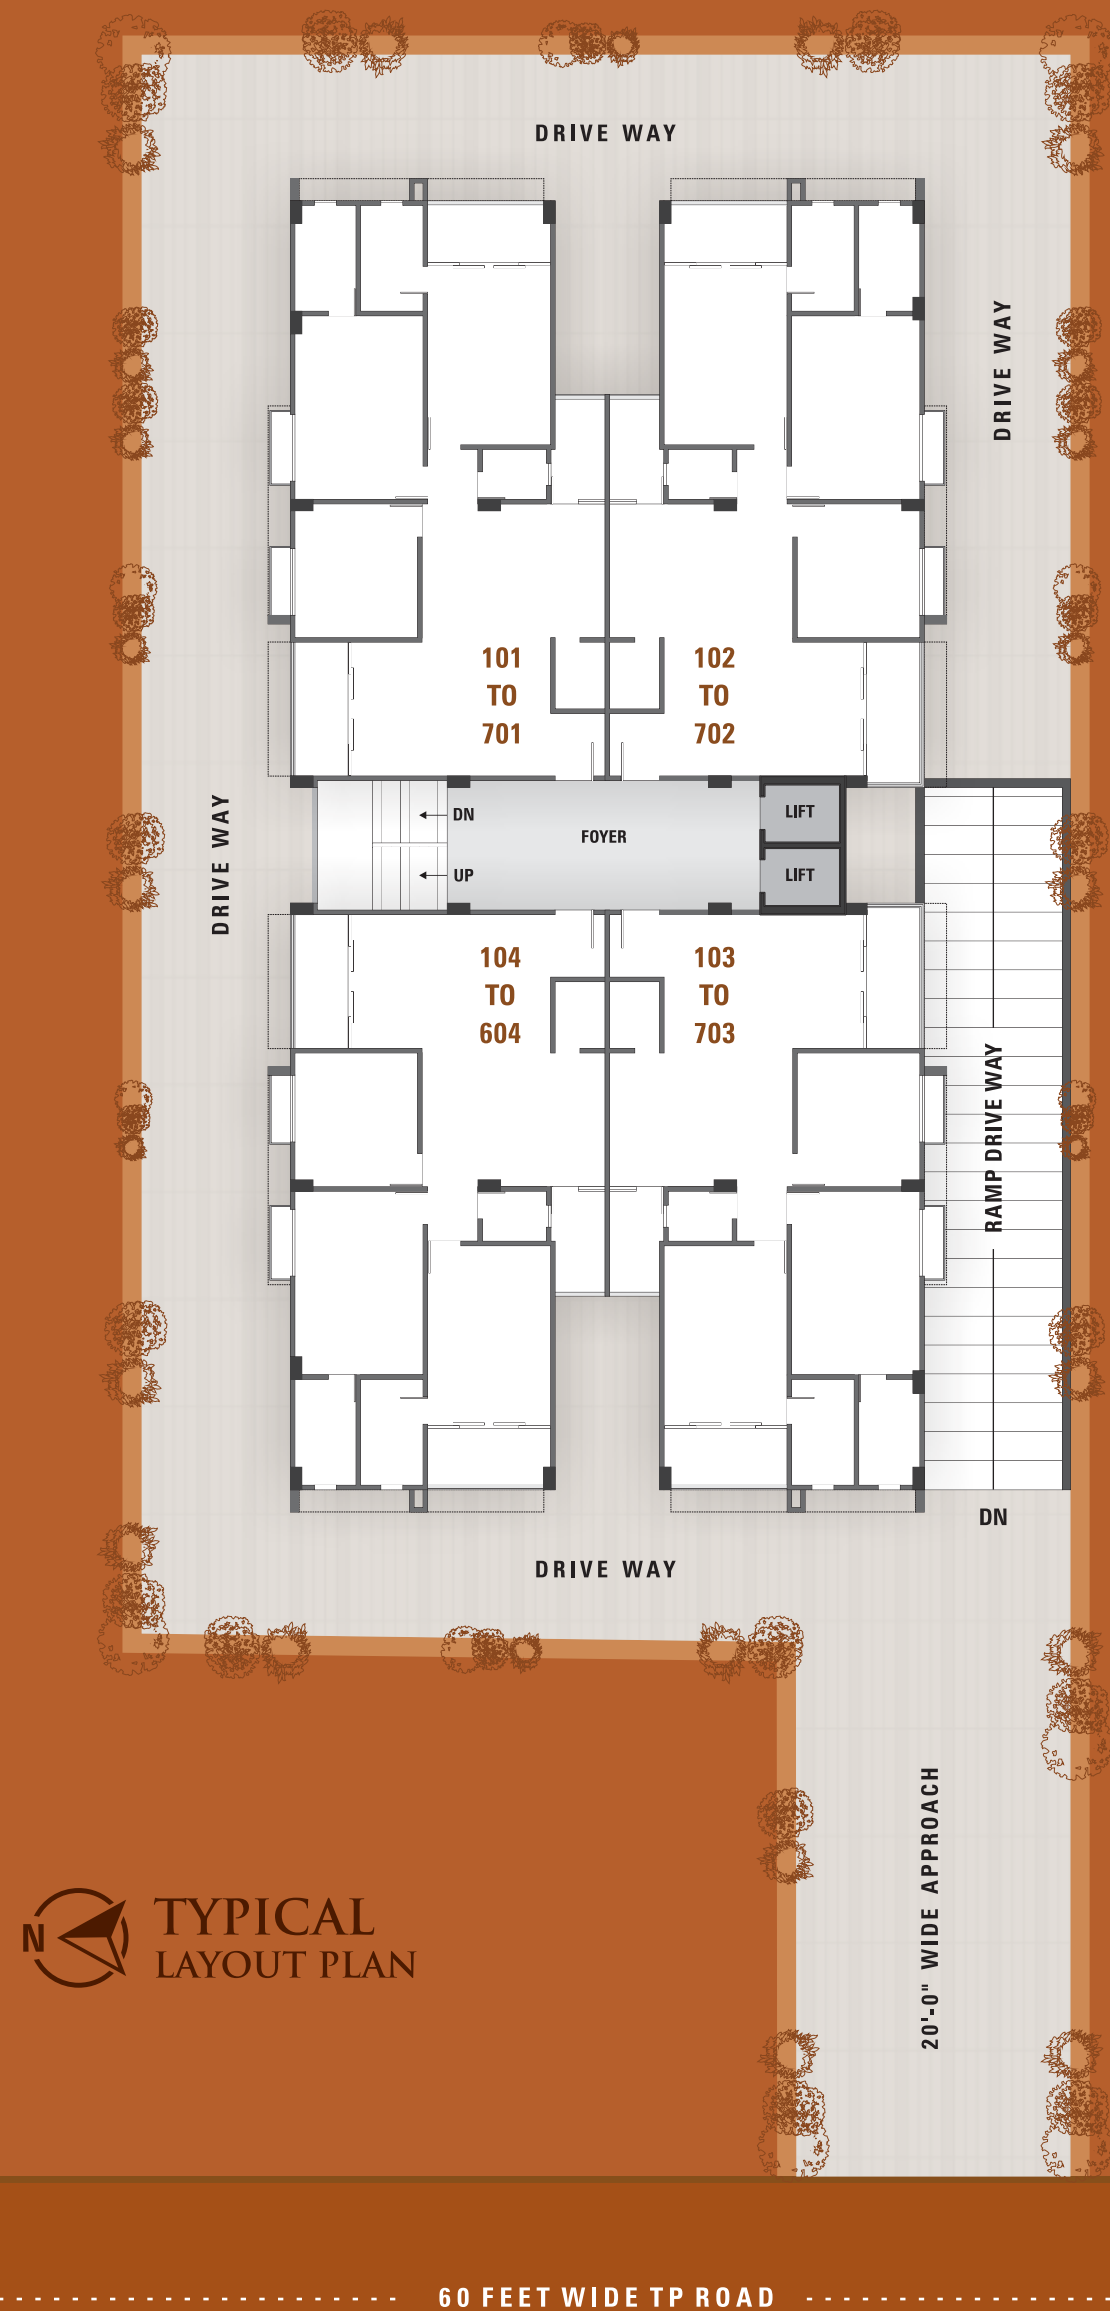 DRIVE WAY
DRIVE WAY
101
TO
701
102
TO
702
DRIVE WAY
DN
UP
FOYER
LIFT
LIFT
104
TO
604
103
TO
703
RAMP DRIVE WAY
DN
DRIVE WAY
20'-0" WIDE APPROACH
N
TYPICAL
LAYOUT PLAN
60 FEET WIDE TP ROAD